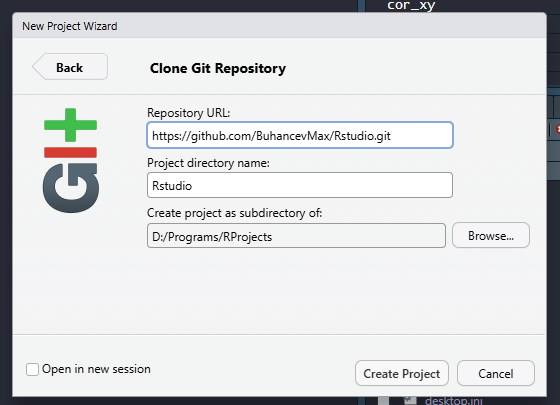 cor_xy
New Project Wizard
Back
Clone Git Repository
GIt
Repository URL:
https://github.com/BuhancevMax/Rstudio.git
Project directory name:
Rstudio
Create project as subdirectory of:
D:/Programs/RProjects
Browse...
Open in new session
Create Project
Cancel
desktop.ini